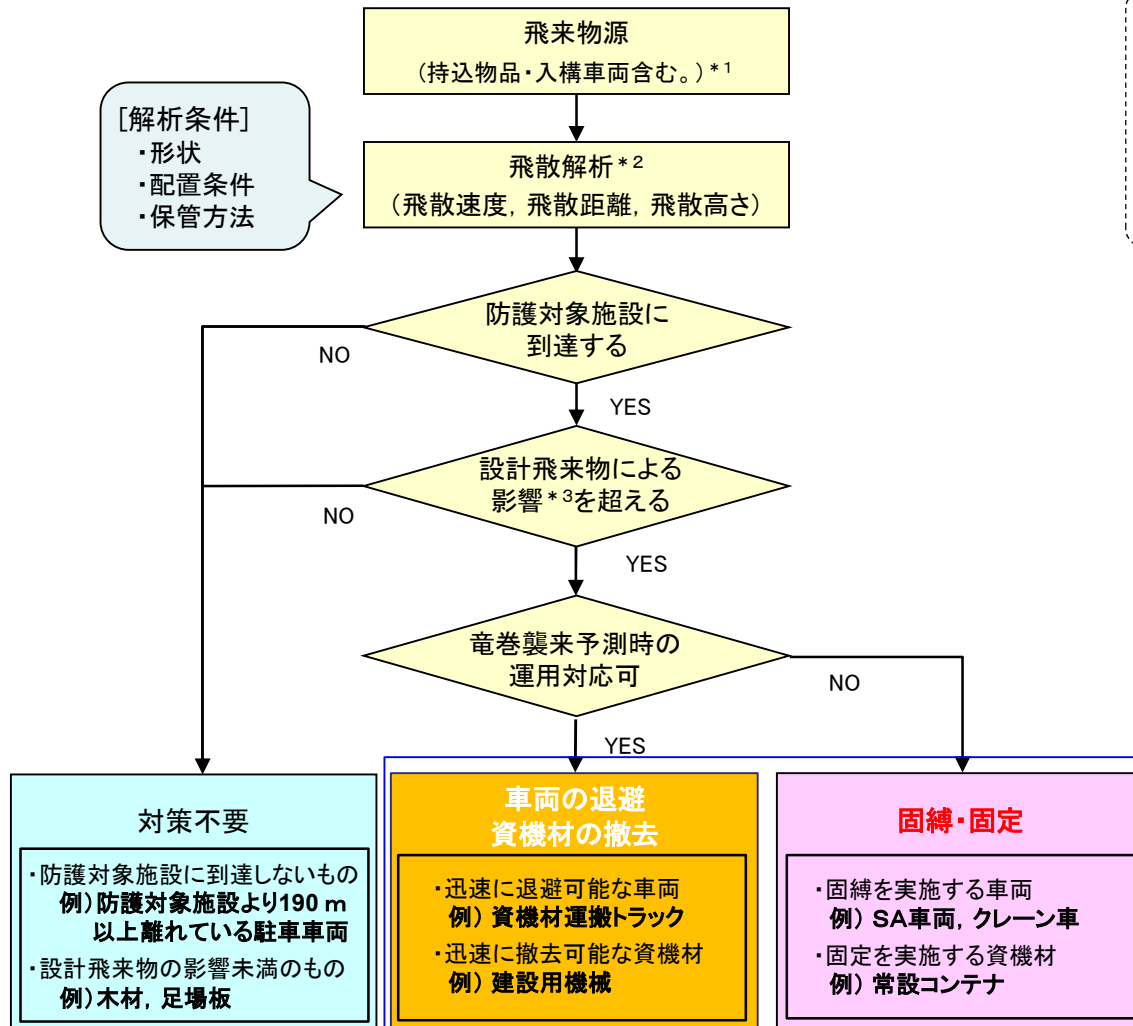 飛来物源
(持込物品・入構車両含む。)*1
[解析条件]
・形状
・配置条件
・保管方法
飛散解析*2
(飛散速度，飛散距離，飛散高さ)
防護対象施設に
到達する
NO
YES
設計飛来物による
影響*3を超える
NO
YES
竜巻襲来予測時の
運用対応可
NO
YES
対策不要
・防護対象施設に到達しないもの
例）防護対象施設より190 m
以上離れている駐車車両
・設計飛来物の影響未満のもの
例）木材，足場板
車両の退避
資機材の撤去
・迅速に退避可能な車両
例）資機材運搬トラック
・迅速に撤去可能な資機材
例）建設用機械
固縛・固定
・固縛を実施する車両
例）SA車両，クレーン車
・固定を実施する資機材
例）常設コンテナ